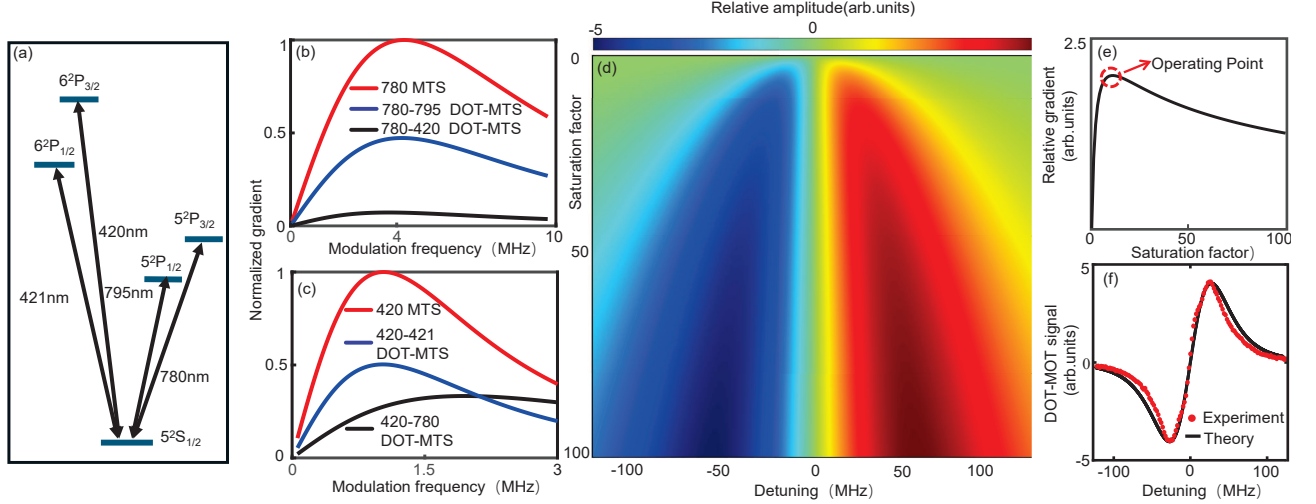 (a)
6²P3/2
6²P1/2
420nm
5²P3/2
5²P1/2
421nm
795nm
780nm
5²S1/2
Normalized gradient
(b)
1
0.5
0
780 MTS
780-795 DOT-MTS
780-420 DOT-MTS
0
4
10
Modulation frequency（MHz）
(c)
1
0.5
0
420 MTS
420-421
DOT-MTS
420-780
DOT-MTS
0
1.5
3
Modulation frequency（MHz）
Relative amplitude(arb.units)
-5
0
5
(d)
Saturation factor
0
50
100
-100
-50
0
50
100
Detuning（MHz）
(e)
2.5
Operating Point
Relative gradient
(arb.units)
0
50
100
Saturation factor）
(f)
5
0
-5
DOT-MOT signal
(arb.units)
Experiment
Theory
-100
0
100
Detuning（MHz）